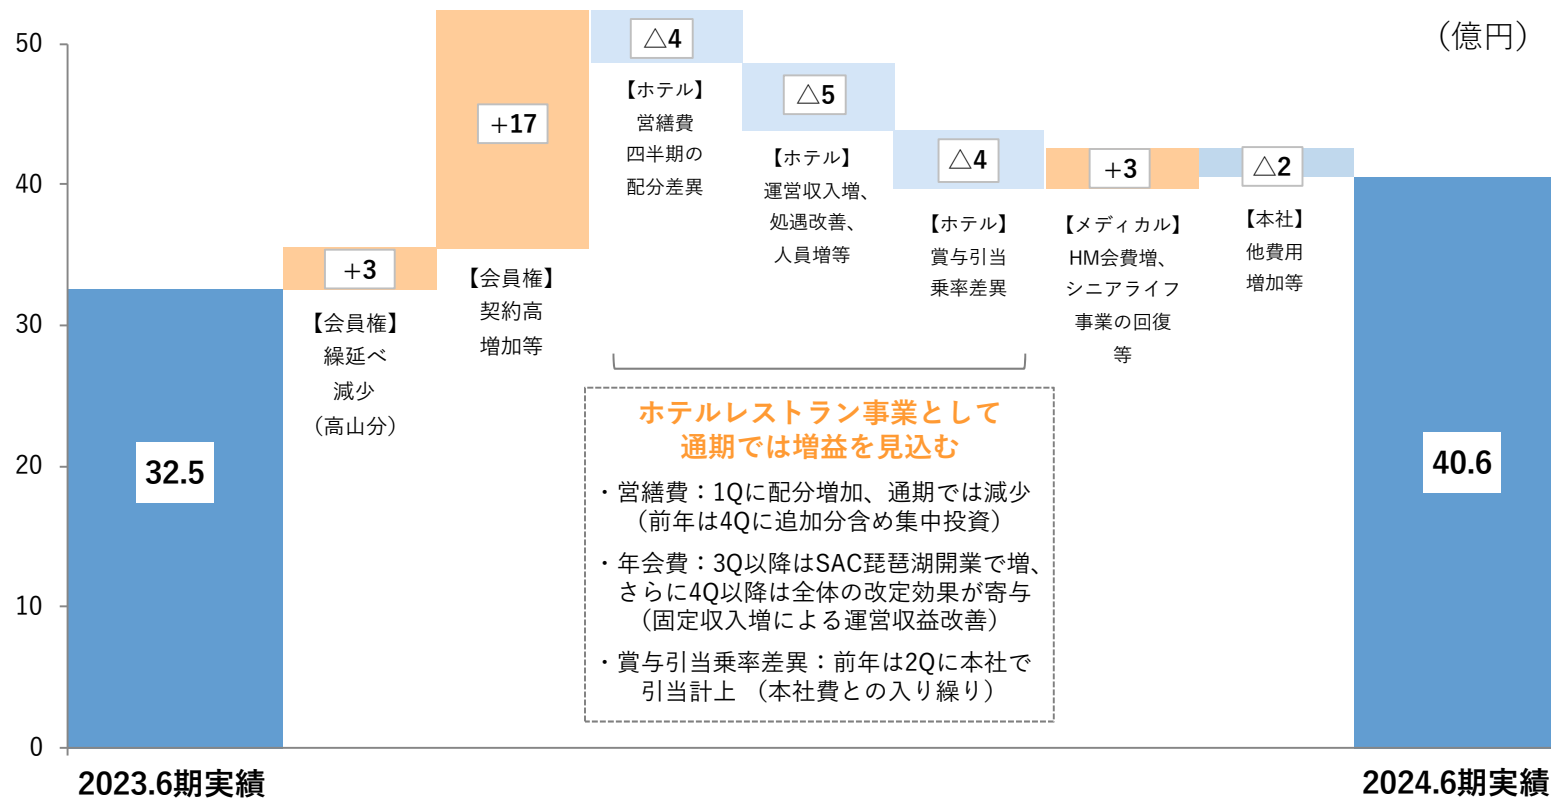 (億円)
50
40
30
20
10
0
32.5
2023.6期実績
+3
【会員権】
繰延べ
減少
(高山分)
+17
【会員権】
契約高
増加等
△4
【ホテル】
営繕費
四半期の
配分差異
△5
【ホテル】
運営収入増、
処遇改善、
人員増等
△4
【ホテル】
賞与引当
乗率差異
+3
【メディカル】
HM会費増、
シニアライフ
事業の回復
等
△2
【本社】
他費用
増加等
40.6
2024.6期実績
ホテルレストラン事業として
通期では増益を見込む
・営繕費：1Qに配分増加、通期では減少
（前年は4Qに追加分含め集中投資）
・年会費：3Q以降はSAC琵琶湖開業で増、
さらに4Q以降は全体の改定効果が寄与
（固定収入増による運営収益改善）
・賞与引当乗率差異：前年は2Qに本社で
引当計上 （本社費との入り繰り）